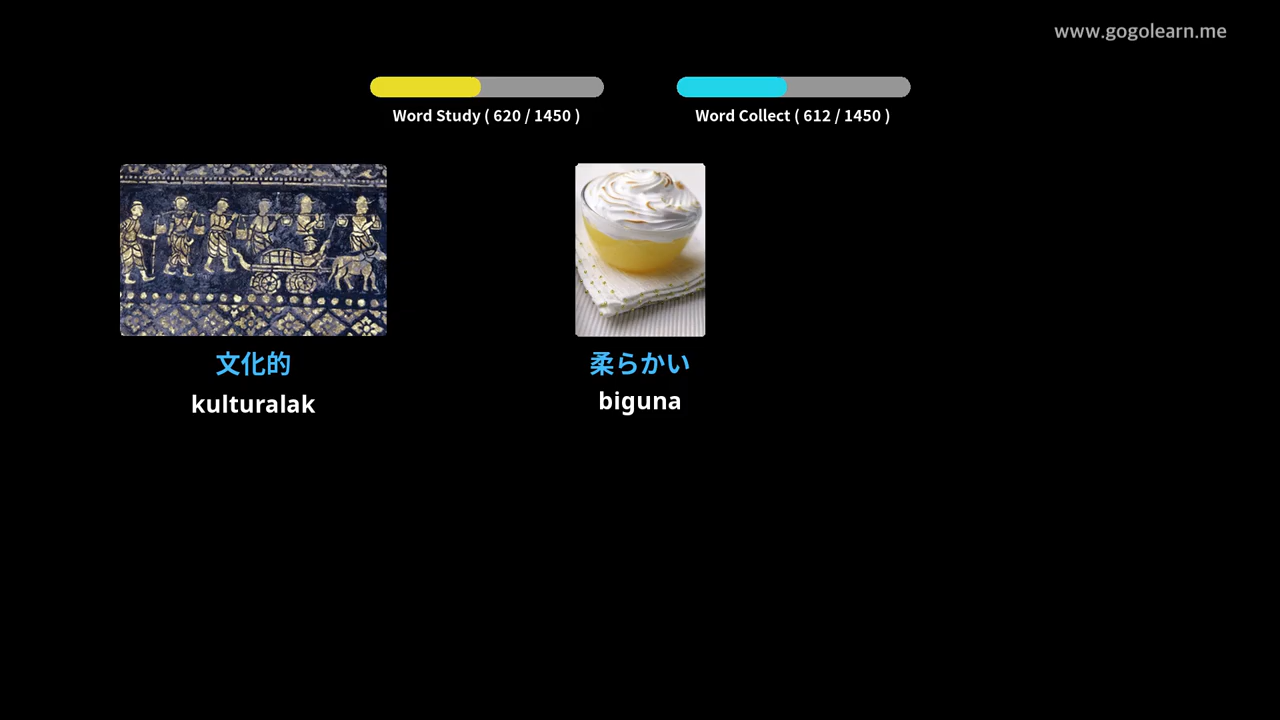 www.gogolearn.me
Word Study ( 620 / 1450 )
Word Collect ( 612 / 1450 )
文化的
kulturalak
柔らかい
biguna